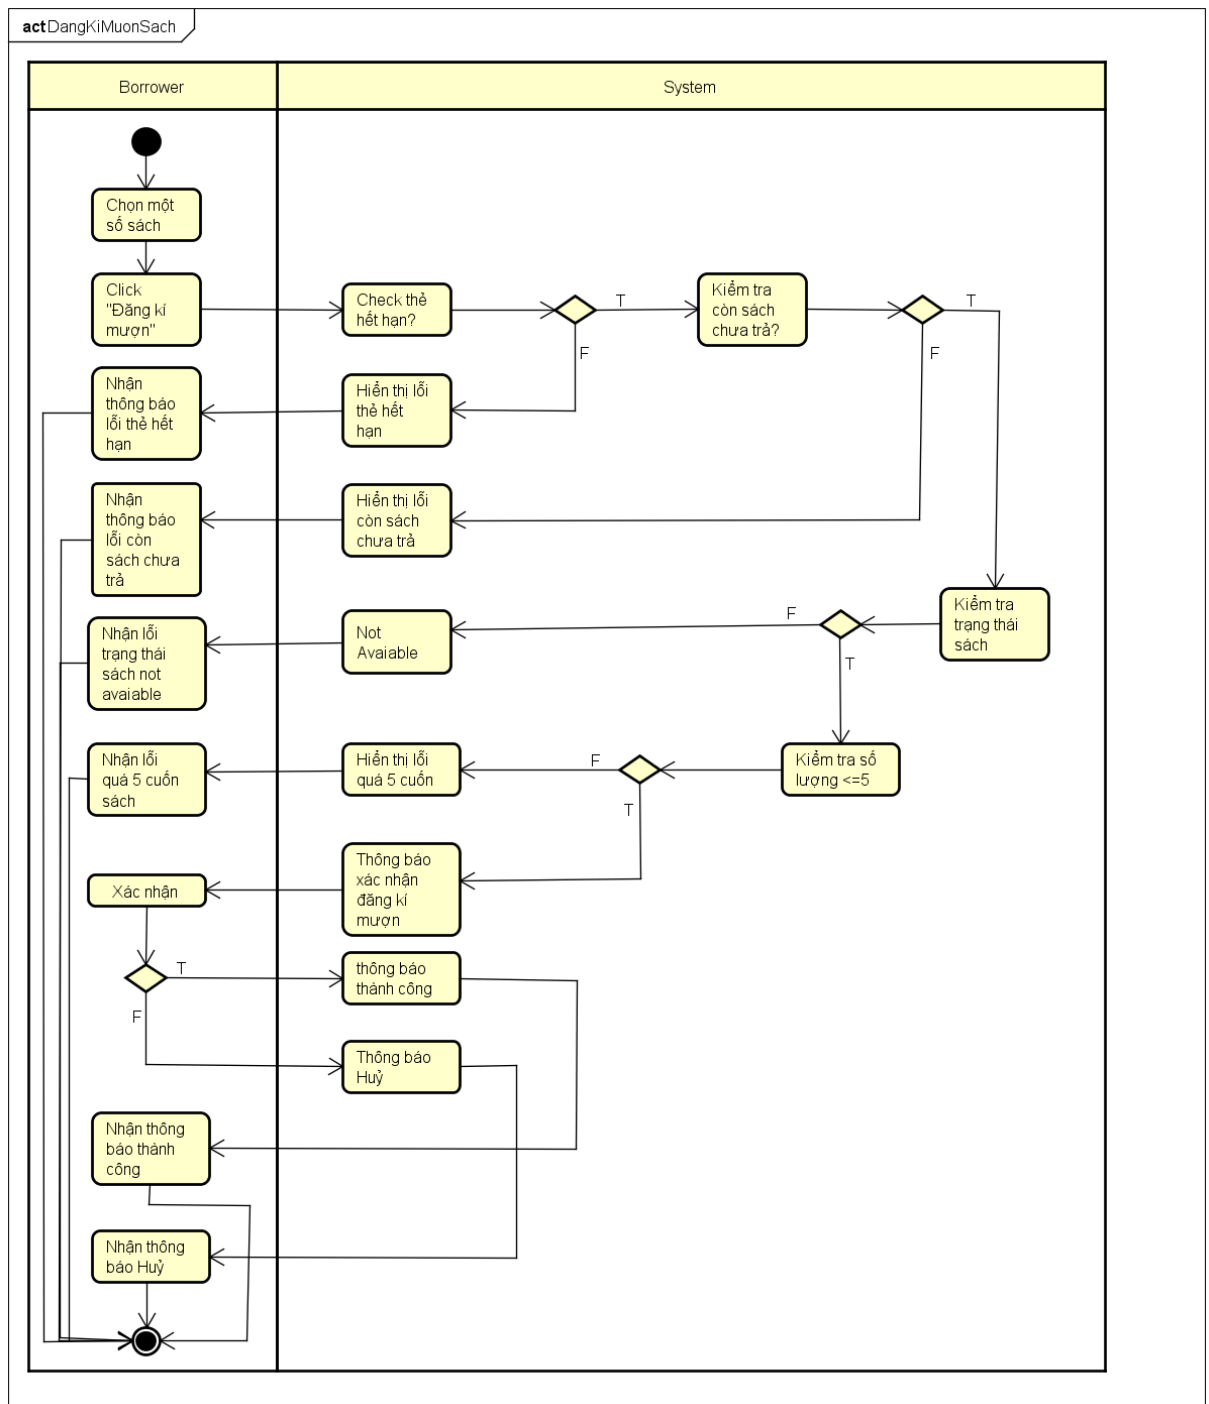 act DangKiMuonSach
Borrower
System
Chọn một
số sách
Click
"Đăng kí
mượn"
Check thẻ
hết hạn?
T
F
Kiểm tra
còn sách
chưa trả?
T
F
Nhận
thông báo
lỗi thẻ hết
hạn
Hiển thị lỗi
thẻ hết
hạn
Nhận
thông báo
lỗi còn
sách chưa
trả
Hiển thị lỗi
còn sách
chưa trả
Kiểm tra
trạng thái
sách
F
T
Not
Avaiable
Nhận lỗi
trạng thái
sách not
avaiable
Nhận lỗi
quá 5 cuốn
sách
Hiển thị lỗi
quá 5 cuốn
F
T
Kiểm tra số
lượng <=5
Thông báo
xác nhận
đăng kí
mượn
Xác nhận
T
F
thông báo
thành công
Thông báo
Huỷ
Nhận thông
báo thành
công
Nhận thông
báo Huỷ